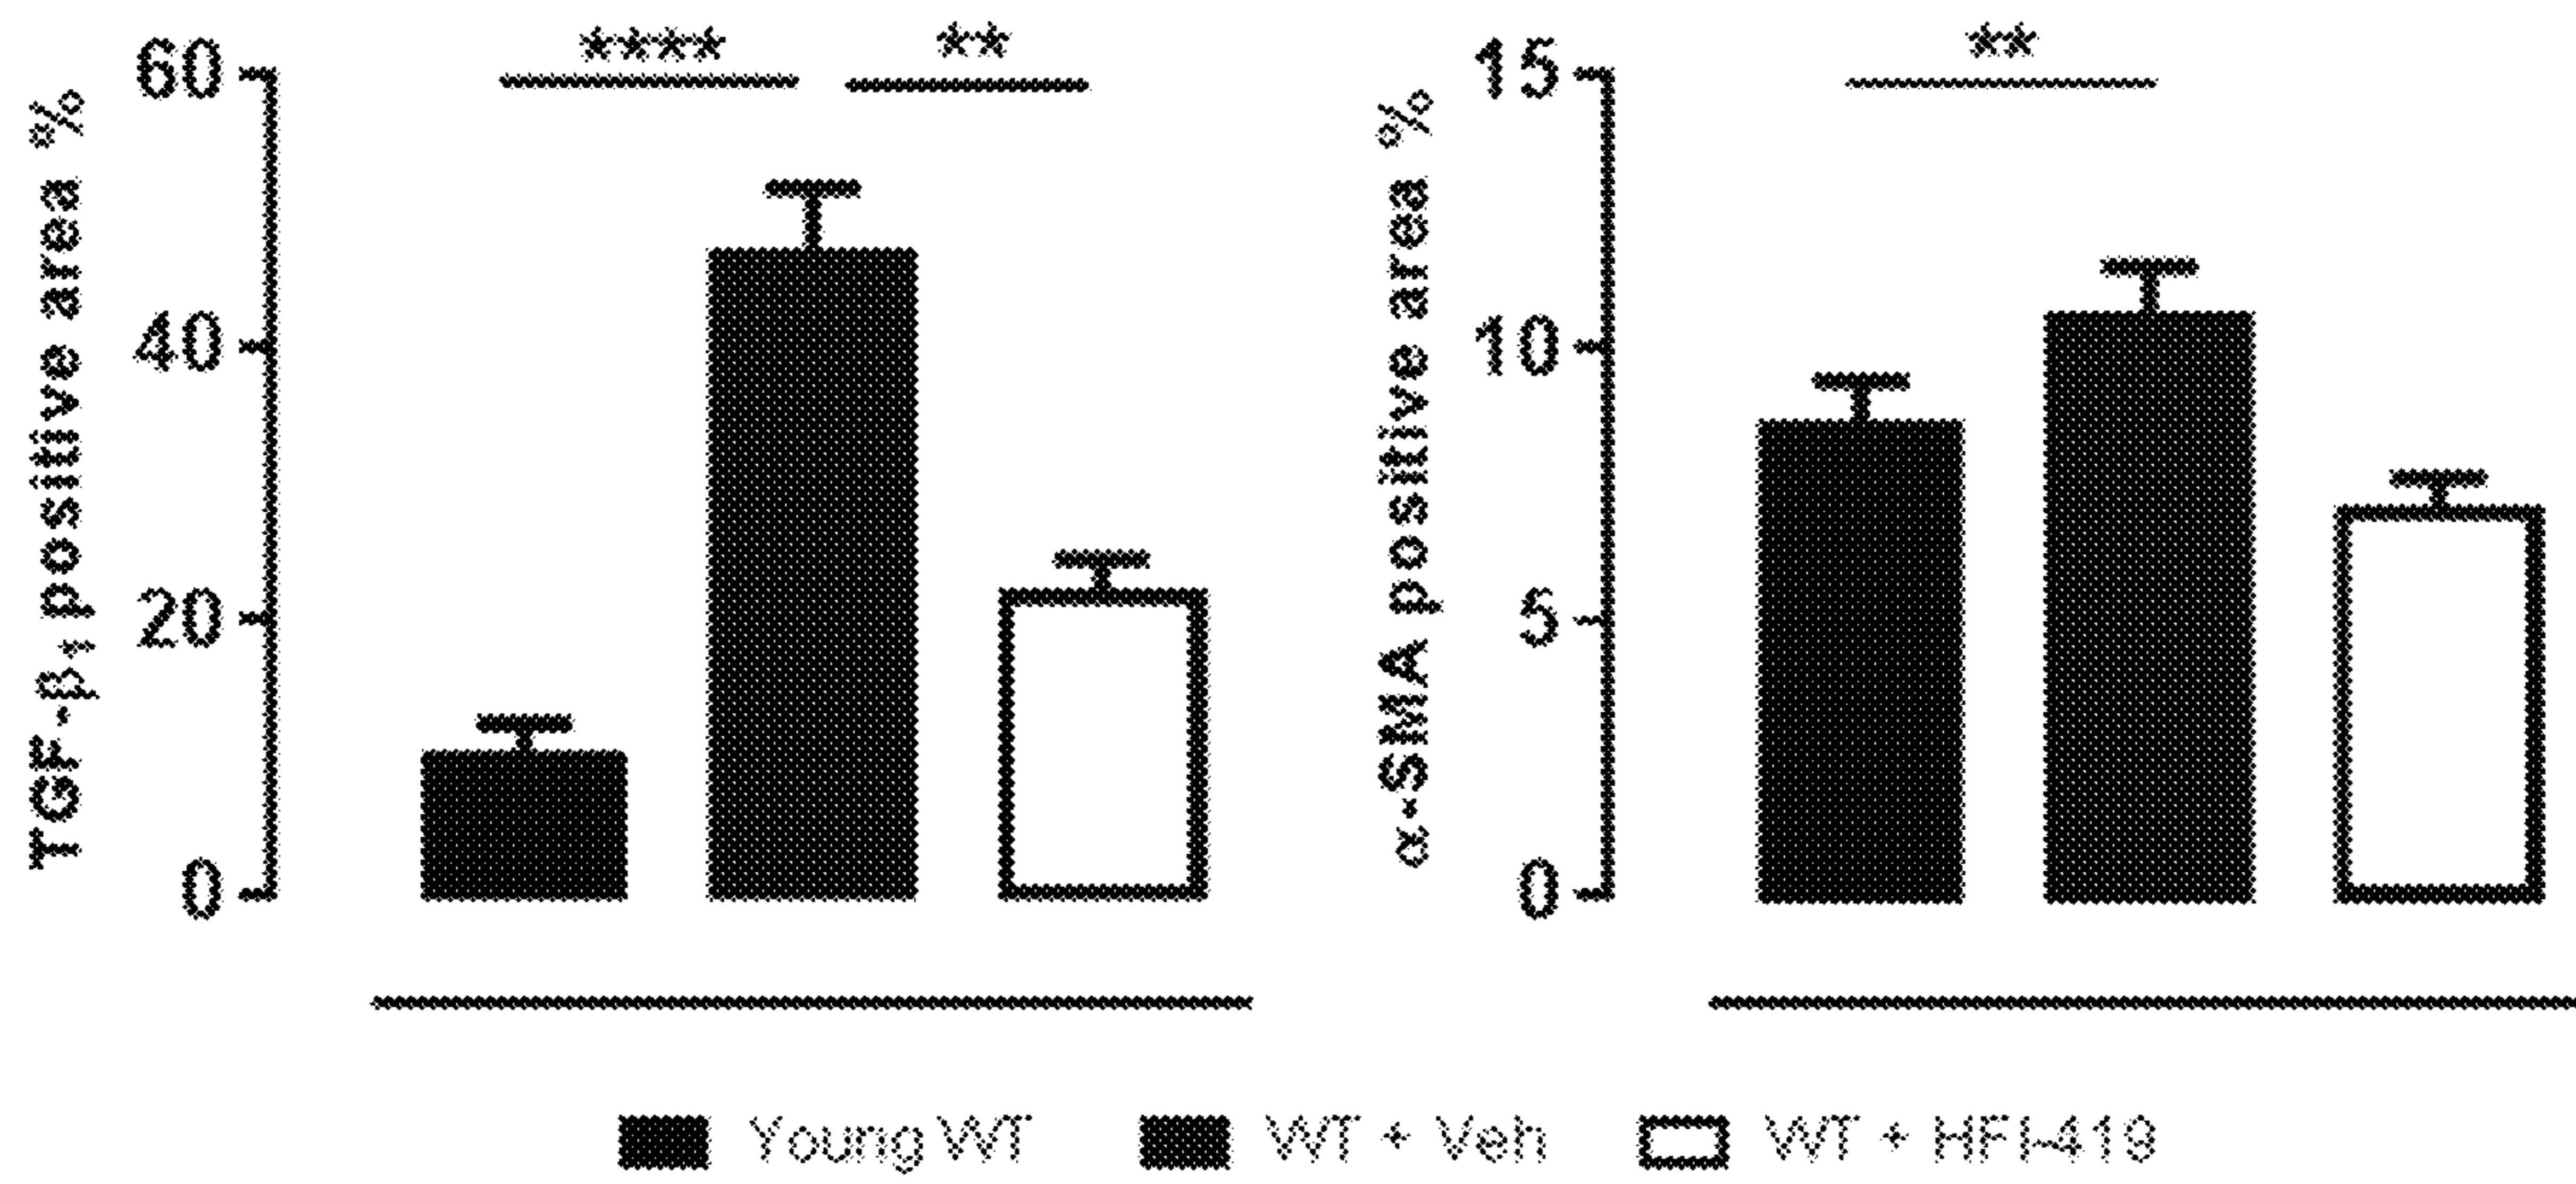 TGF-β₁ positive area %
60
40
20
0
****
**
α-SMA positive area %
15
10
5
0
**
Young WT
WT + Veh
WT + HFI-419